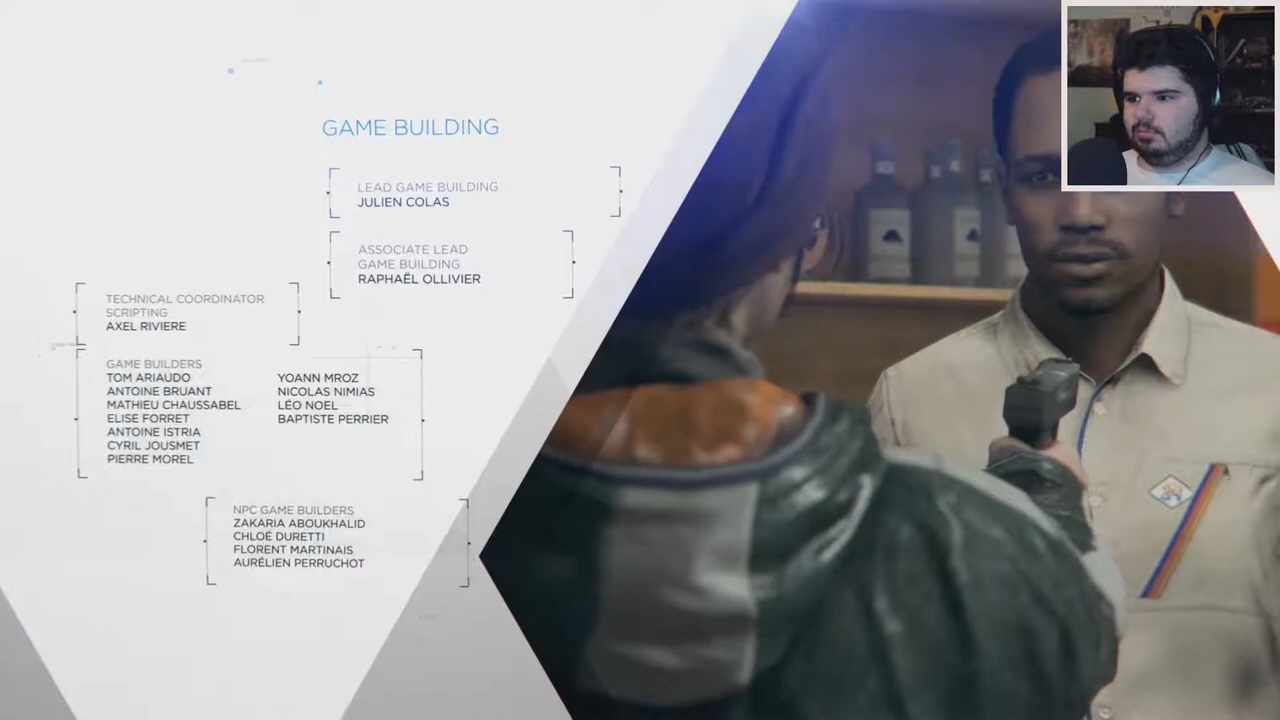 GAME BUILDING
LEAD GAME BUILDING
JULIEN COLAS
ASSOCIATE LEAD
GAME BUILDING
RAPHAËL OLLIVIER
TECHNICAL COORDINATOR
SCRIPTING
AXEL RIVIERE
GAME BUILDERS
TOM ARIAUDO
ANTOINE BRUANT
MATHIEU CHAUSSABEL
ELISE FORRET
ANTOINE ISTRIA
CYRIL JOUSMET
PIERRE MOREL
YOANN MROZ
NICOLAS NIMIAS
LÉO NOEL
BAPTISTE PERRIER
NPC GAME BUILDERS
ZAKARIA ABOUKHALID
CHLOÉ DURETTI
FLORENT MARTINAIS
AURÉLIEN PERRUCHOT